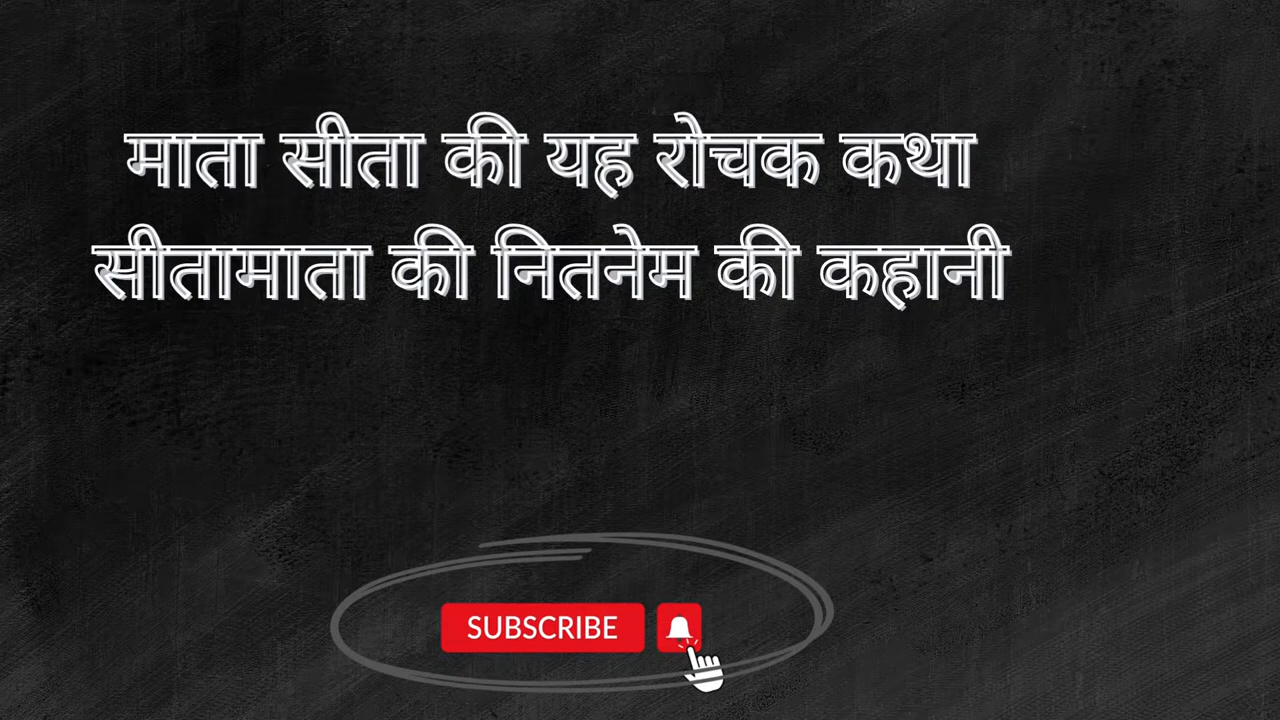 माता सीता की यह रोचक कथा
सीतामाता की नितनेम की कहानी
SUBSCRIBE